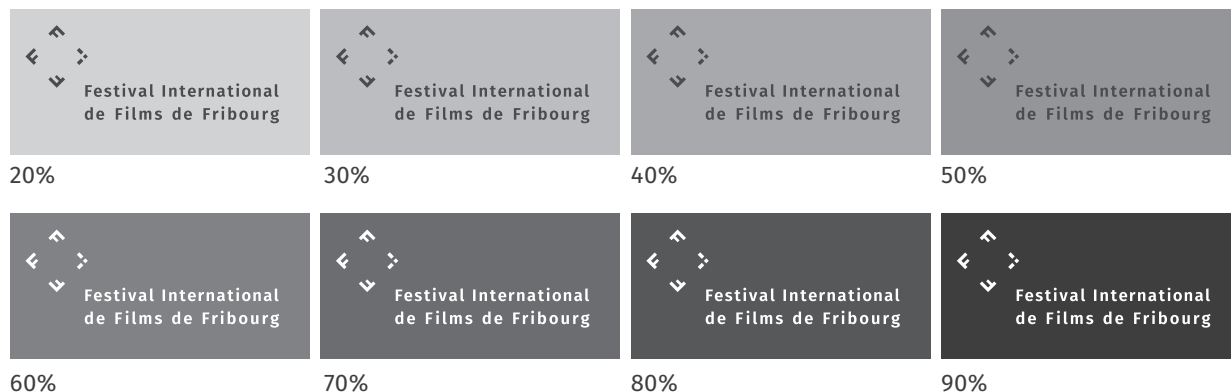 Festival International
de Films de Fribourg
20%
Festival International
de Films de Fribourg
30%
Festival International
de Films de Fribourg
40%
Festival International
de Films de Fribourg
50%
Festival International
de Films de Fribourg
60%
Festival International
de Films de Fribourg
70%
Festival International
de Films de Fribourg
80%
Festival International
de Films de Fribourg
90%